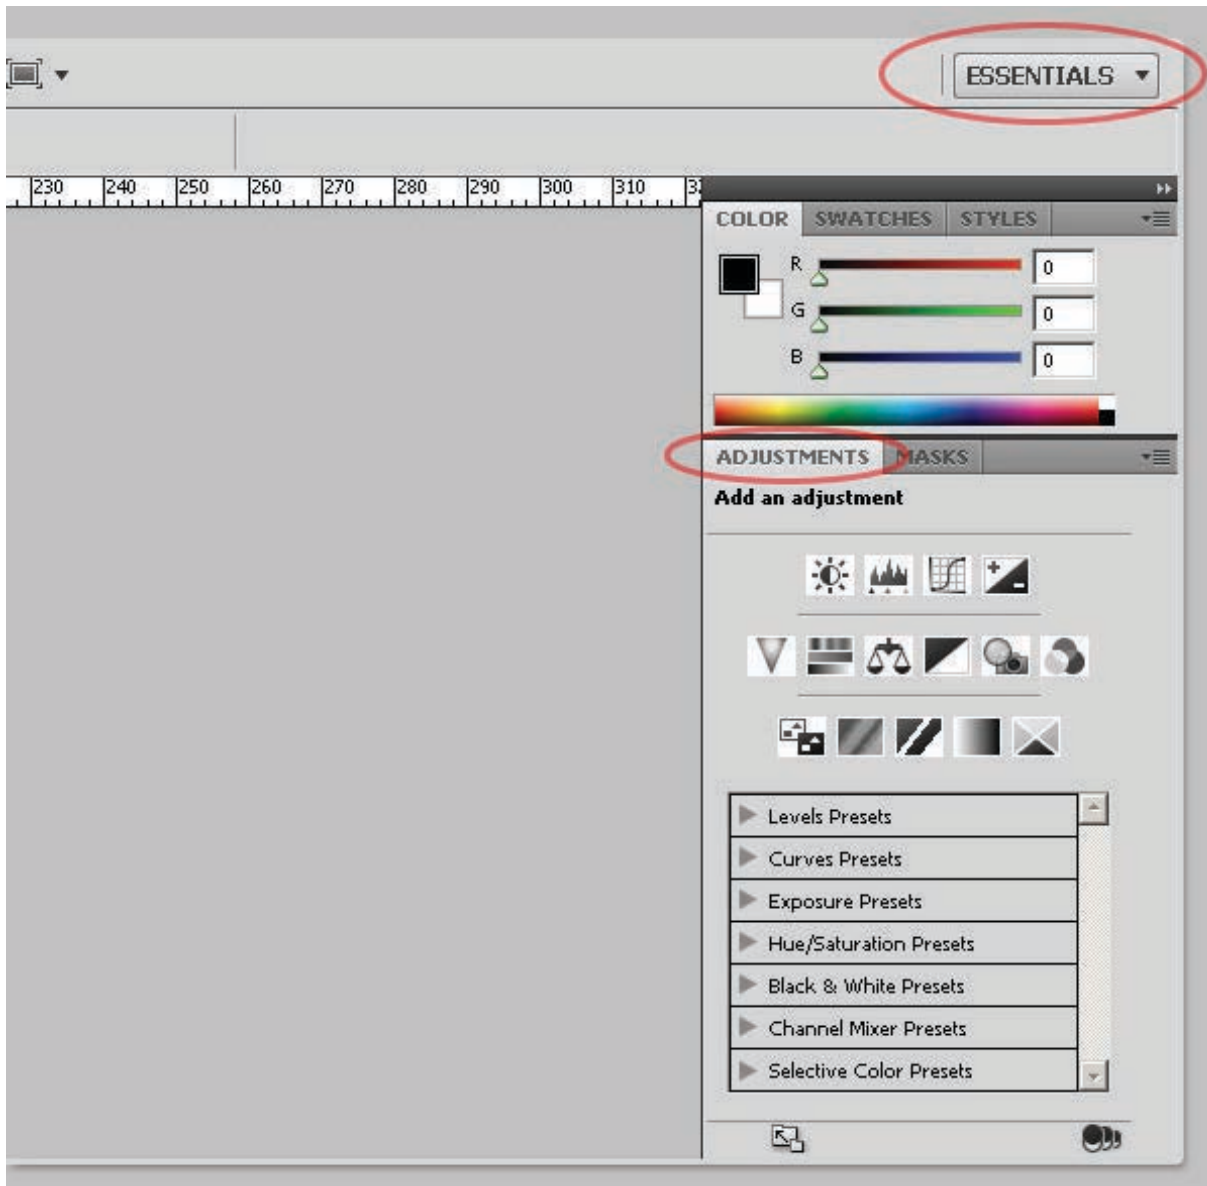 ESSENTIALS
230 240 250 260 270 280 290 300 310
COLOR SWATCHES STYLES
R 0
G 0
B 0
ADJUSTMENTS MASKS
Add an adjustment
Levels Presets
Curves Presets
Exposure Presets
Hue/Saturation Presets
Black & White Presets
Channel Mixer Presets
Selective Color Presets